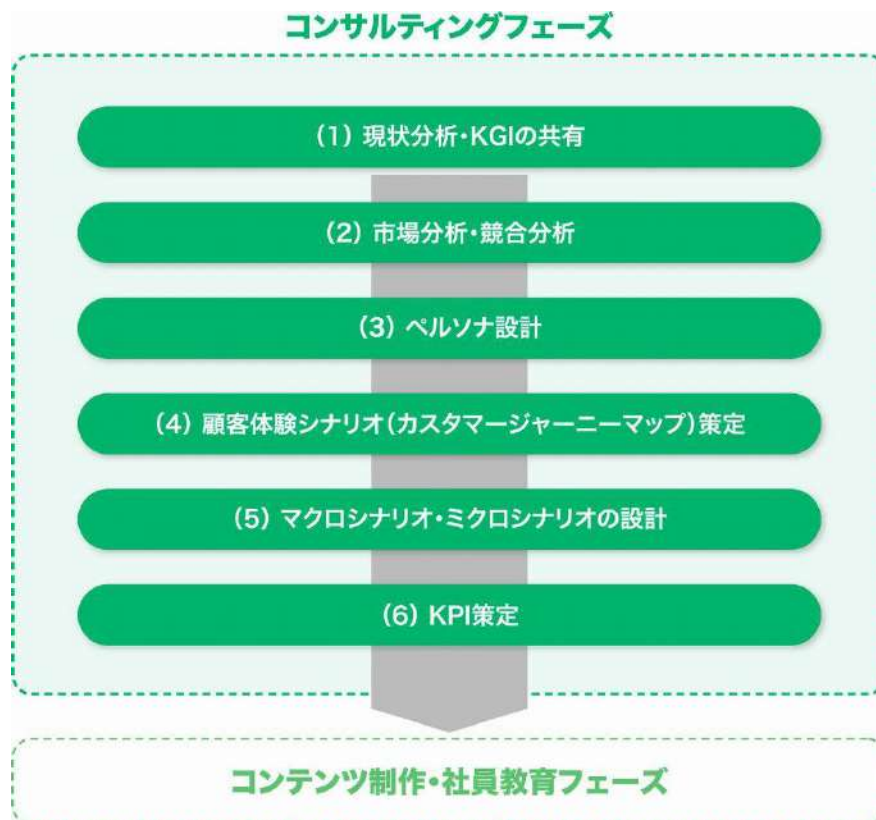 コンサルティングフェーズ
(1) 現状分析・KGIの共有
(2) 市場分析・競合分析
(3) ペルソナ設計
(4) 顧客体験シナリオ(カスタマージャーニーマップ)策定
(5) マクロシナリオ・ミクロシナリオの設計
(6) KPI策定
コンテンツ制作・社員教育フェーズ